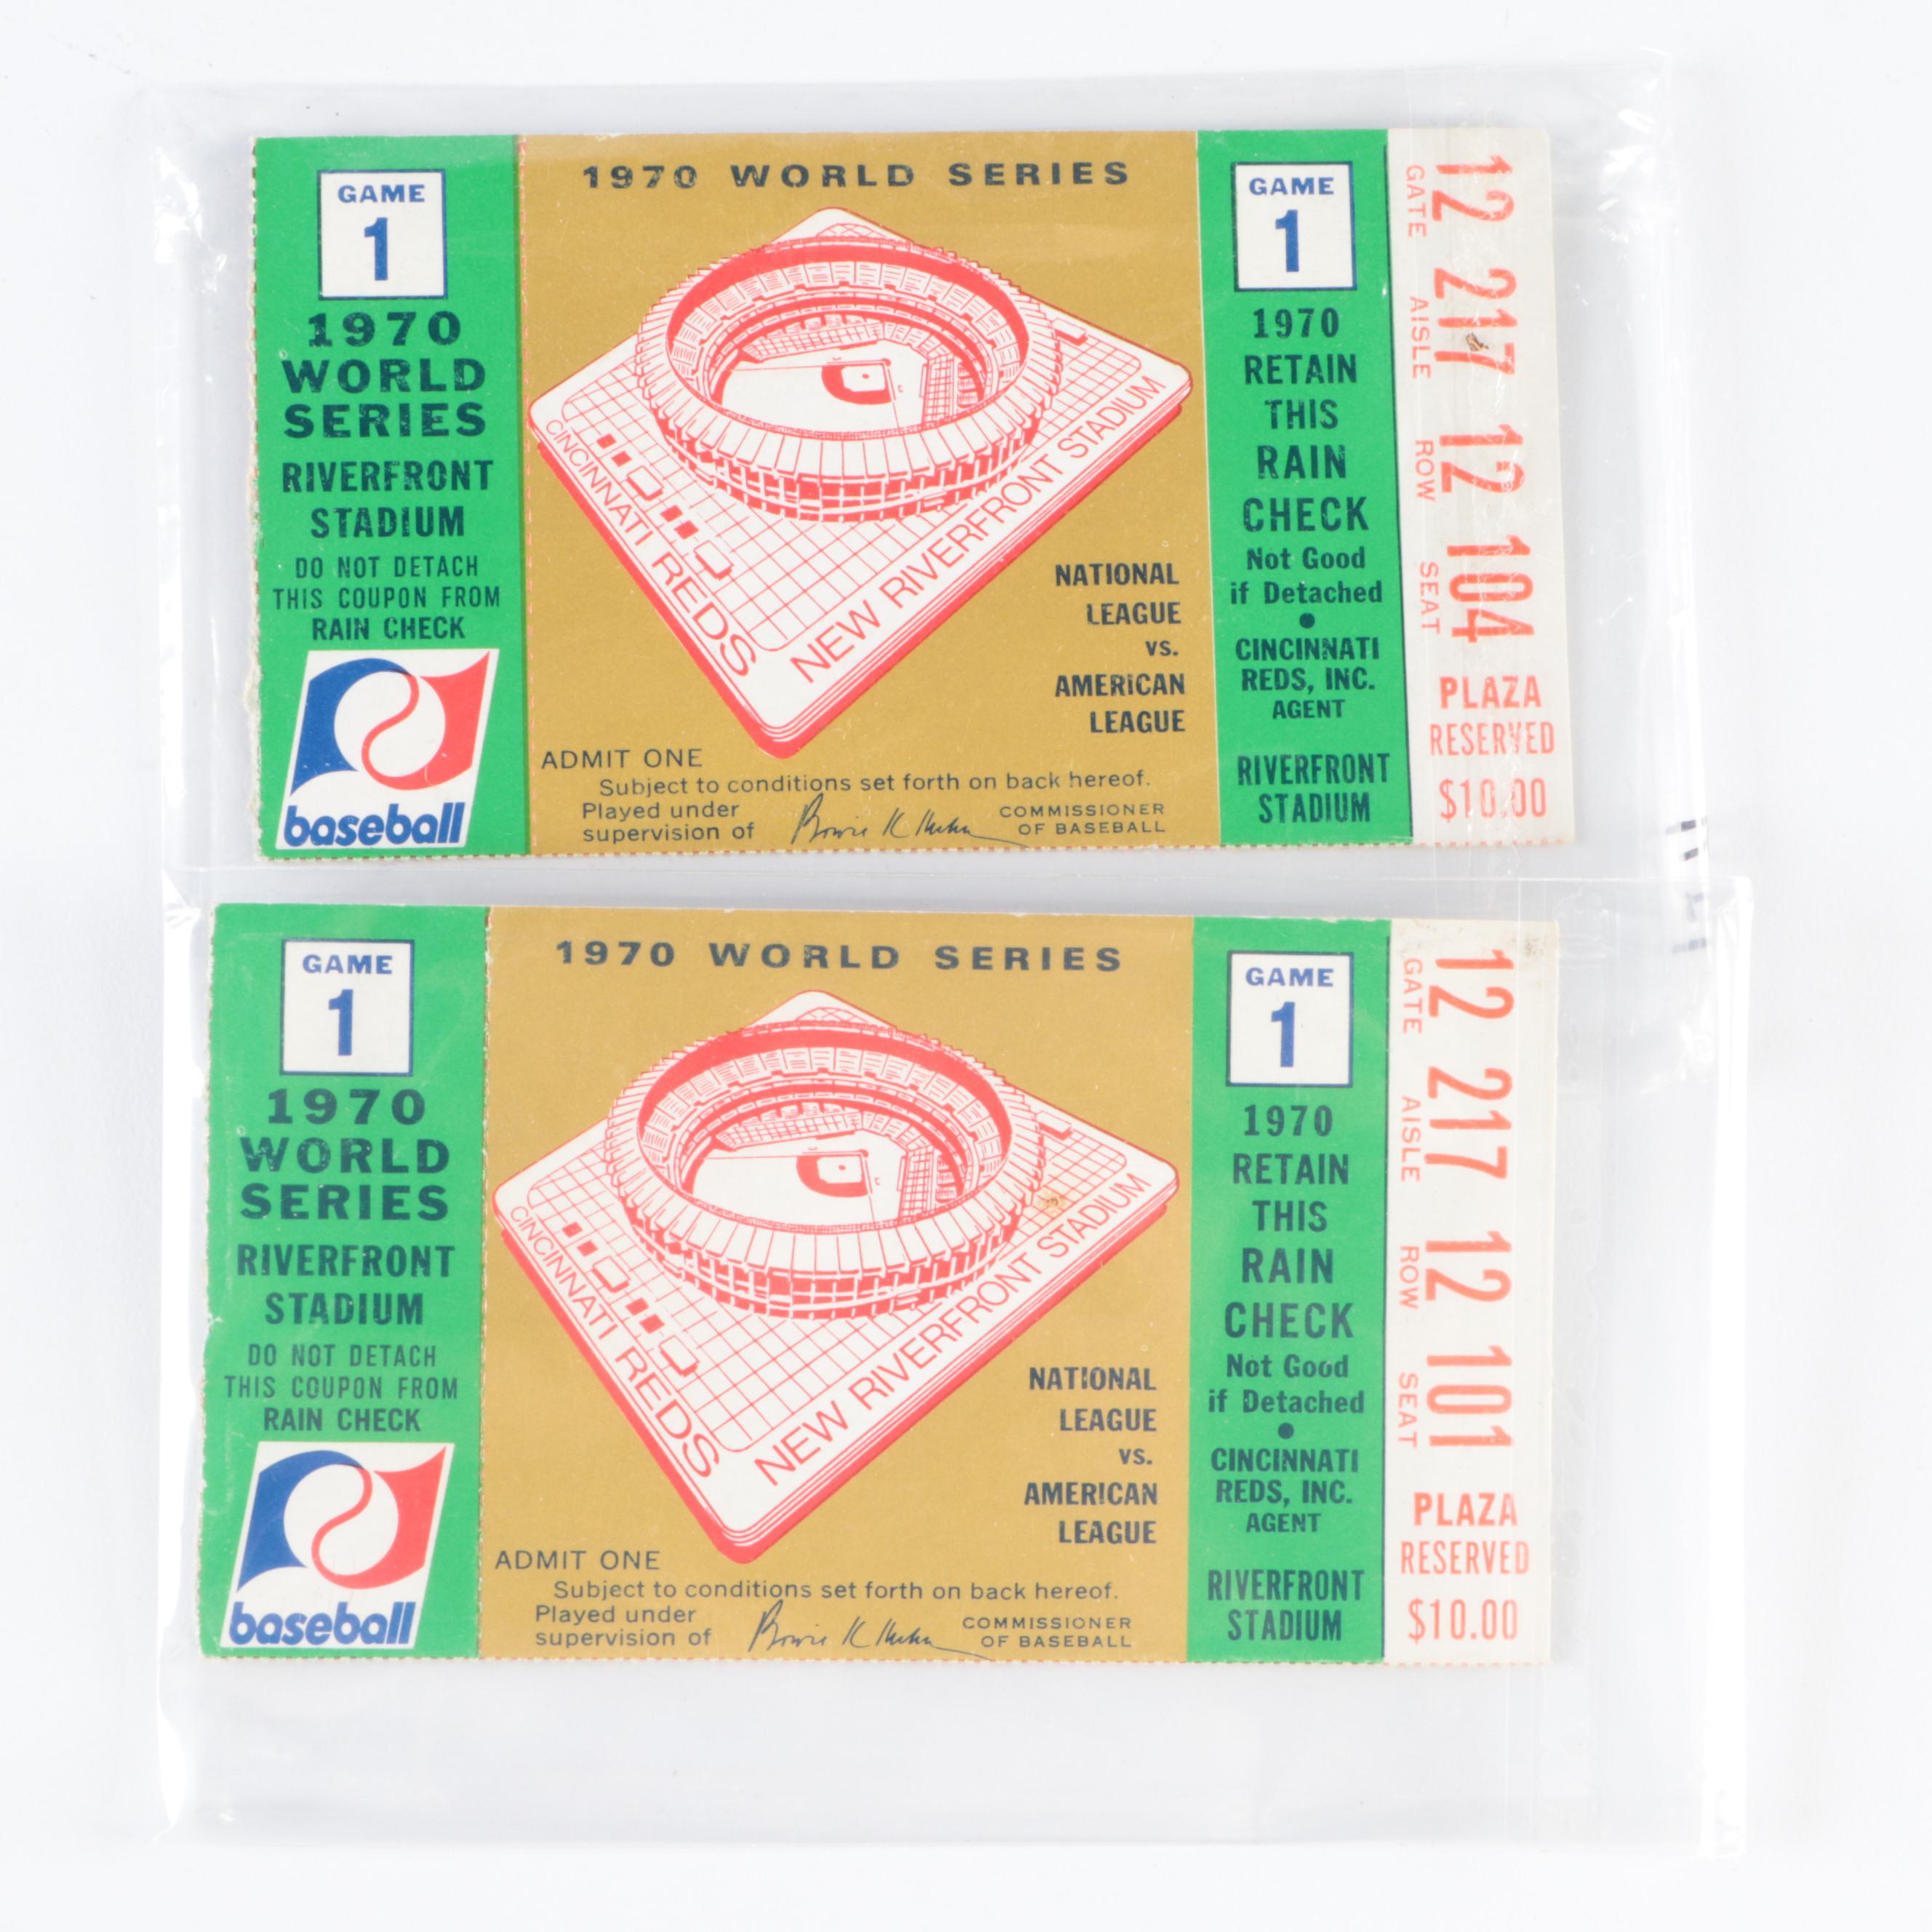 GAME
1
1970
WORLD
SERIES
RIVERFRONT
STADIUM
DO NOT DETACH
THIS COUPON FROM
RAIN CHECK
baseball
1970 WORLD SERIES
CINCINNATI REDS
NEW RIVERFRONT STADIUM
NATIONAL
LEAGUE
VS.
AMERICAN
LEAGUE
ADMIT ONE
Subject to conditions set forth on back hereof.
Played under
supervision of
Bowie K Kuhn
COMMISSIONER
OF BASEBALL
GAME
1
1970
RETAIN
THIS
RAIN
CHECK
Not Good
if Detached
•
CINCINNATI
REDS, INC.
AGENT
RIVERFRONT
STADIUM
12 217 12 104
GATE AISLE ROW SEAT
PLAZA
RESERVED
$10.00
GAME
1
1970
WORLD
SERIES
RIVERFRONT
STADIUM
DO NOT DETACH
THIS COUPON FROM
RAIN CHECK
baseball
1970 WORLD SERIES
CINCINNATI REDS
NEW RIVERFRONT STADIUM
NATIONAL
LEAGUE
VS.
AMERICAN
LEAGUE
ADMIT ONE
Subject to conditions set forth on back hereof.
Played under
supervision of
Bowie K Kuhn
COMMISSIONER
OF BASEBALL
GAME
1
1970
RETAIN
THIS
RAIN
CHECK
Not Good
if Detached
•
CINCINNATI
REDS, INC.
AGENT
RIVERFRONT
STADIUM
12 217 12 101
GATE AISLE ROW SEAT
PLAZA
RESERVED
$10.00